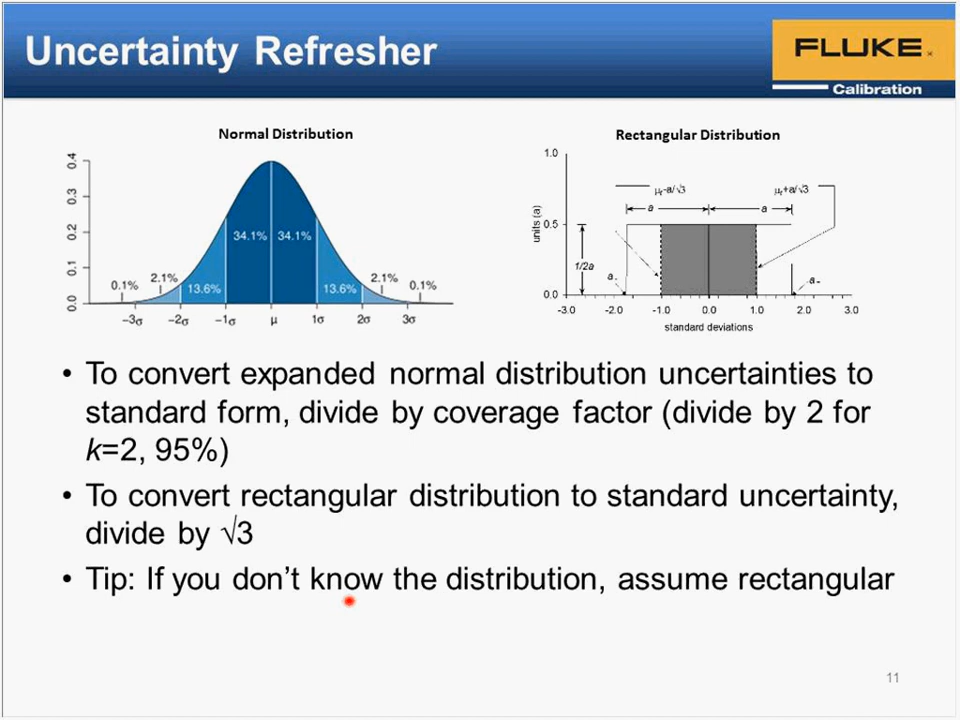 Uncertainty Refresher
FLUKE
Calibration
Normal Distribution
0.4
0.3
0.2
0.1
0.0
34.1% 34.1%
0.1% 2.1% 13.6% 13.6% 2.1% 0.1%
−3σ −2σ −1σ μ 1σ 2σ 3σ
Rectangular Distribution
1.0
0.5
0.0
units (a)
μᵣ-a/√3 μᵣ+a/√3
a a
1/2a
a- a-
-3.0 -2.0 -1.0 0.0 1.0 2.0 3.0
standard deviations
• To convert expanded normal distribution uncertainties to
standard form, divide by coverage factor (divide by 2 for
k=2, 95%)
• To convert rectangular distribution to standard uncertainty,
divide by √3
• Tip: If you don’t know the distribution, assume rectangular
11